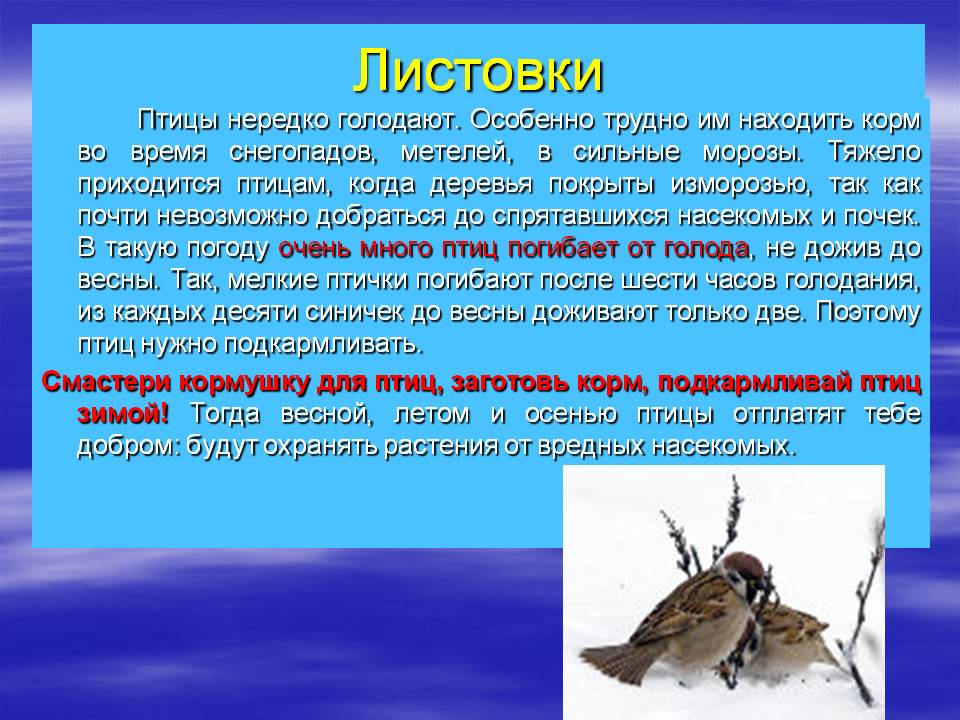 Листовки
Птицы нередко голодают. Особенно трудно им находить корм
во время снегопадов, метелей, в сильные морозы. Тяжело
приходится птицам, когда деревья покрыты изморозью, так как
почти невозможно добраться до спрятавшихся насекомых и почек.
В такую погоду очень много птиц погибает от голода, не дожив до
весны. Так, мелкие птички погибают после шести часов голодания,
из каждых десяти синичек до весны доживают только две. Поэтому
птиц нужно подкармливать.
Смастери кормушку для птиц, заготовь корм, подкармливай птиц
зимой! Тогда весной, летом и осенью птицы отплатят тебе
добром: будут охранять растения от вредных насекомых.